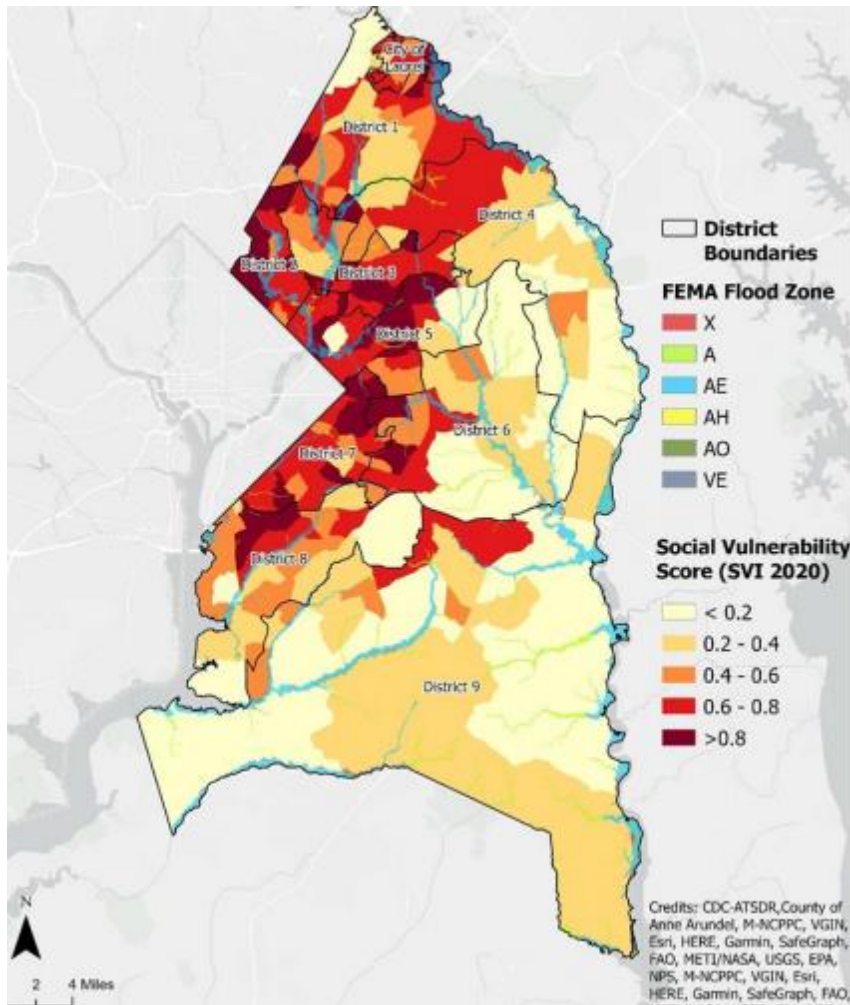 City of
Laurel
District 1
District 4
District 2
District 3
District 5
District 6
District 7
District 8
District 9
District
Boundaries
FEMA Flood Zone
X
A
AE
AH
AO
VE
Social Vulnerability
Score (SVI 2020)
< 0.2
0.2 - 0.4
0.4 - 0.6
0.6 - 0.8
>0.8
N
2 4 Miles
Credits: CDC-ATSDR,County of
Anne Arundel, M-NCPPC, VGIN,
Esri, HERE, Garmin, SafeGraph,
FAO, METI/NASA, USGS, EPA,
NPS, M-NCPPC, VGIN, Esri,
HERE, Garmin, SafeGraph, FAO,